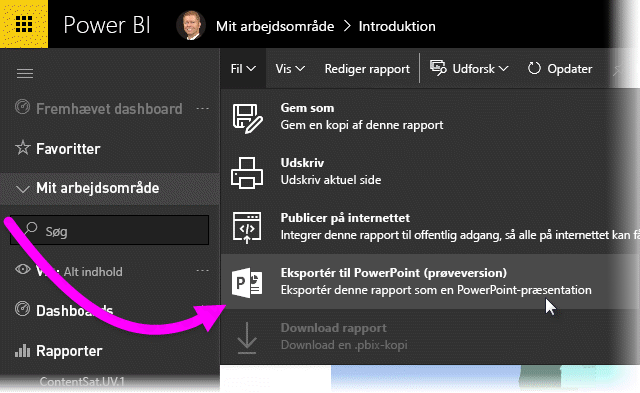 Power BI
Mit arbejdsområde > Introduktion
Fil
Vis
Rediger rapport
Udforsk
Opdater
Fremhævet dashboard ...
Favoritter
Mit arbejdsområde
Søg
Alt indhold ...
Dashboards
Rapporter
ContentSat.UV.1
Gem som
Gem en kopi af denne rapport
Udskriv
Udskriv aktuel side
Publicer på internettet
Integrer denne rapport til offentlig adgang, så alle på internettet kan få
Eksportér til PowerPoint (prøveversion)
Eksportér denne rapport som en PowerPoint-præsentation
Download rapport
Download en .pbix-kopi